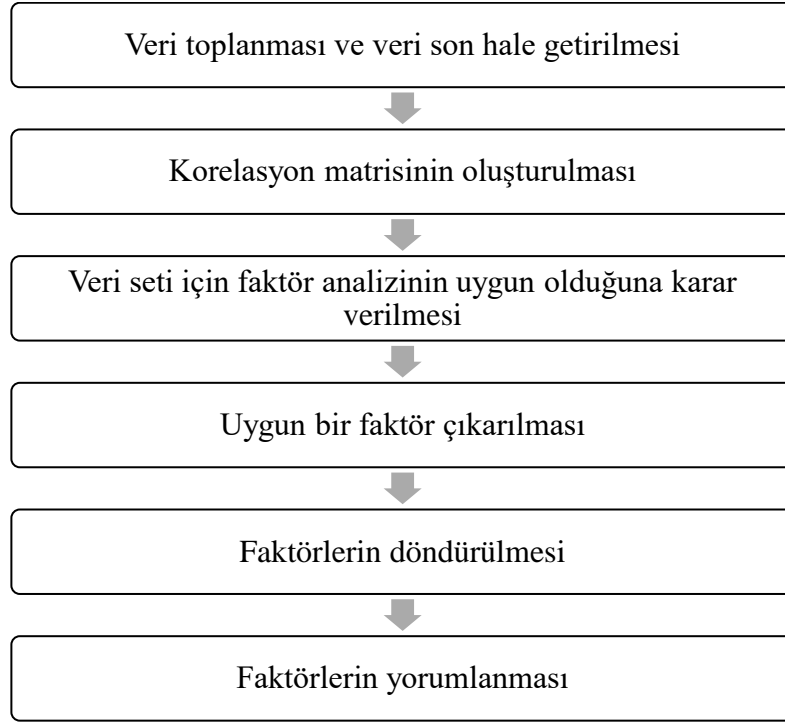 Veri toplanması ve veri son hale getirilmesi
Korelasyon matrisinin oluşturulması
Veri seti için faktör analizinin uygun olduğuna karar
verilmesi
Uygun bir faktör çıkarılması
Faktörlerin döndürülmesi
Faktörlerin yorumlanması